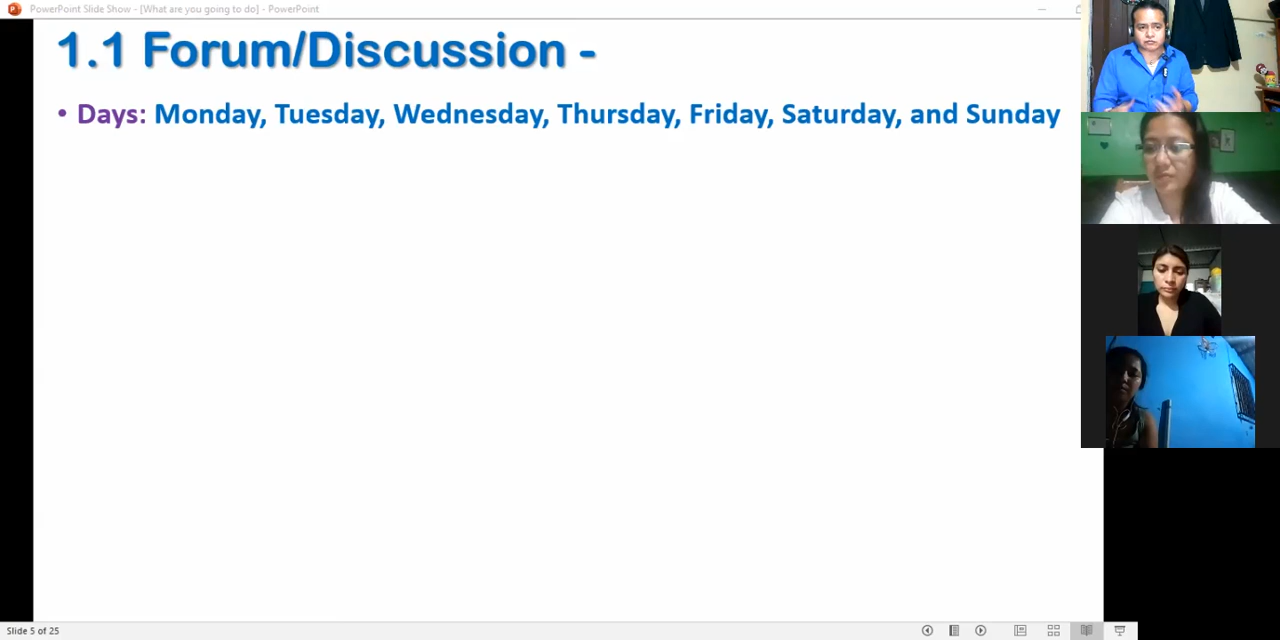 PowerPoint Slide Show - [What are you going to do] - PowerPoint
1.1 Forum/Discussion -
• Days: Monday, Tuesday, Wednesday, Thursday, Friday, Saturday, and Sunday
Slide 5 of 25